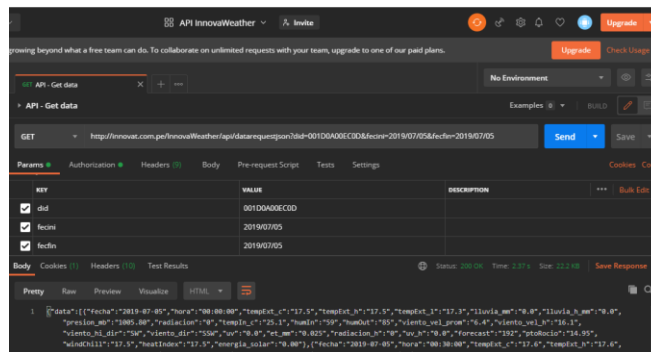 API InnovaWeather
Invite
Upgrade
growing beyond what a free team can do. To collaborate on unlimited requests with your team, upgrade to one of our paid plans.
Upgrade
Check Usage
GET API - Get data
No Environment
API - Get data
Examples 0
BUILD
GET
http://innovat.com.pe/InnovaWeather/api/datarequestjson?did=001D0A00EC0D&fecini=2019/07/05&fecfin=2019/07/05
Send
Save
Params
Authorization
Headers (9)
Body
Pre-request Script
Tests
Settings
Cookies
Co
KEY
VALUE
DESCRIPTION
Bulk Edit
did
001D0A00EC0D
fecini
2019/07/05
fecfin
2019/07/05
Body
Cookies (1)
Headers (10)
Test Results
Status: 200 OK
Time: 2.37 s
Size: 22.2 KB
Save Response
Pretty
Raw
Preview
Visualize
HTML
1
{"data":[{"fecha":"2019-07-05","hora":"00:00:00","tempExt_c":"17.5","tempExt_h":"17.5","tempExt_l":"17.3","lluvia_mm":"0.0","lluvia_h_mm":"0.0",
"presion_mb":"1005.80","radiacion":"0","tempIn_c":"25.1","humIn":"59","humOut":"85","viento_vel_prom":"6.4","viento_vel_h":"16.1",
"viento_hi_dir":"SW","viento_dir":"SSW","uv":"0.0","et_mm":"0.025","radiacion_h":"0","uv_h":"0.0","forecast":"192","ptoRocio":"14.95",
"windChill":"17.5","heatIndex":"17.5","energia_solar":"0.00"},{"fecha":"2019-07-05","hora":"00:30:00","tempExt_c":"17.6","tempExt_h":"17.6",